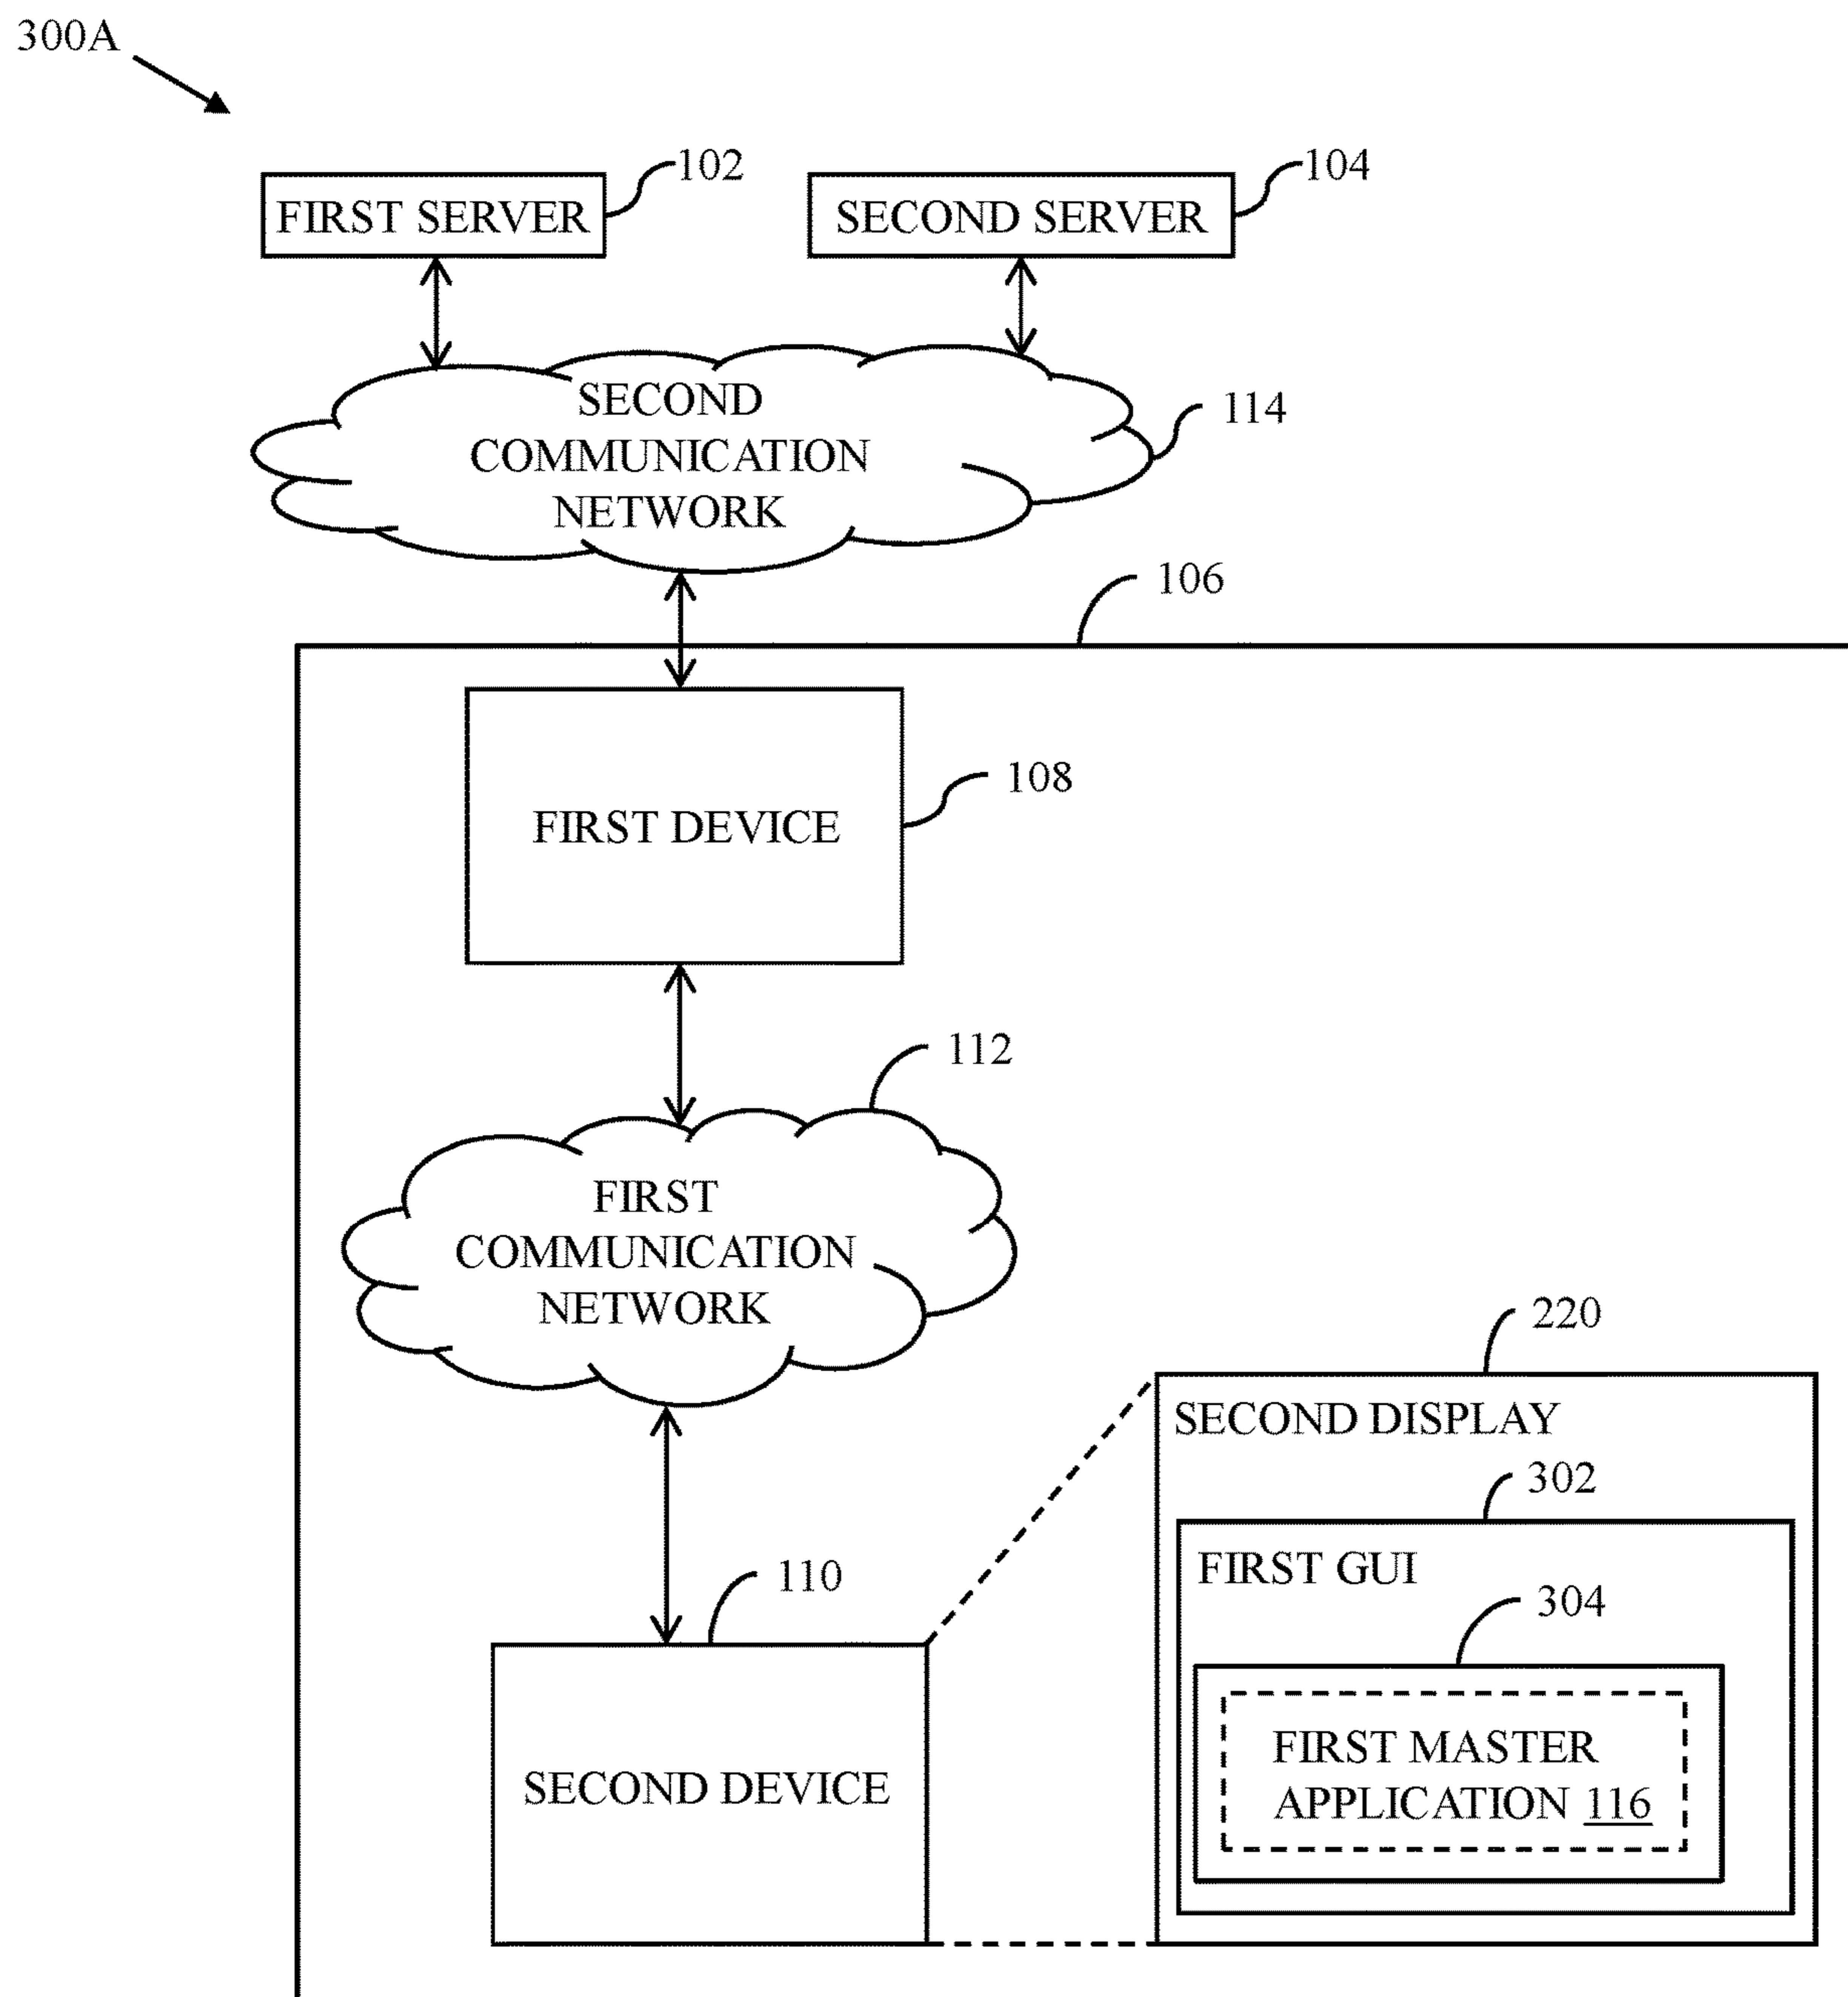 300A
102
104
FIRST SERVER
SECOND SERVER
SECOND
COMMUNICATION
NETWORK
114
106
108
FIRST DEVICE
112
FIRST
COMMUNICATION
NETWORK
220
SECOND DISPLAY
302
FIRST GUI
110
304
SECOND DEVICE
FIRST MASTER
APPLICATION 116